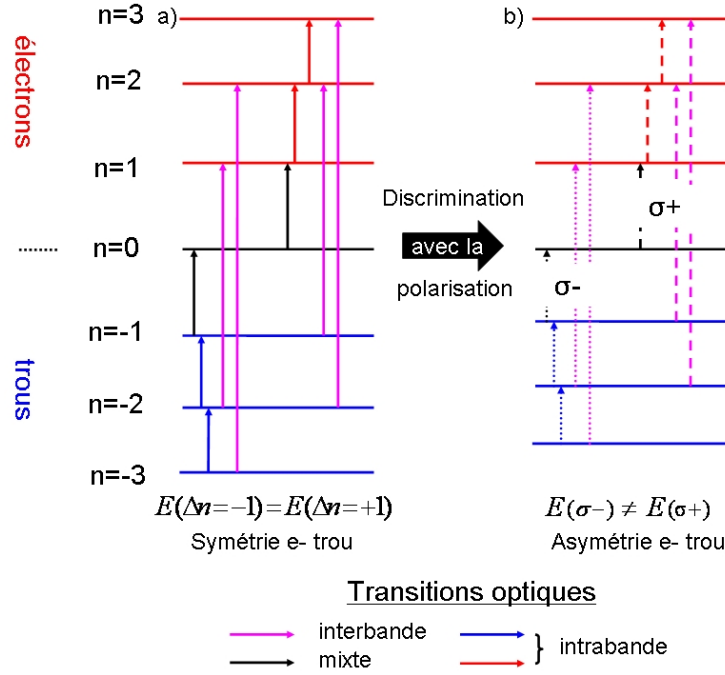 a)
b)
n=3
n=2
n=1
n=0
n=-1
n=-2
n=-3
électrons
trous
Discrimination
avec la
polarisation
σ+
σ-
E(Δn=-1)=E(Δn=+1)
Symétrie e- trou
E(σ-) ≠ E(σ+)
Asymétrie e- trou
Transitions optiques
interbande
mixte
intrabande